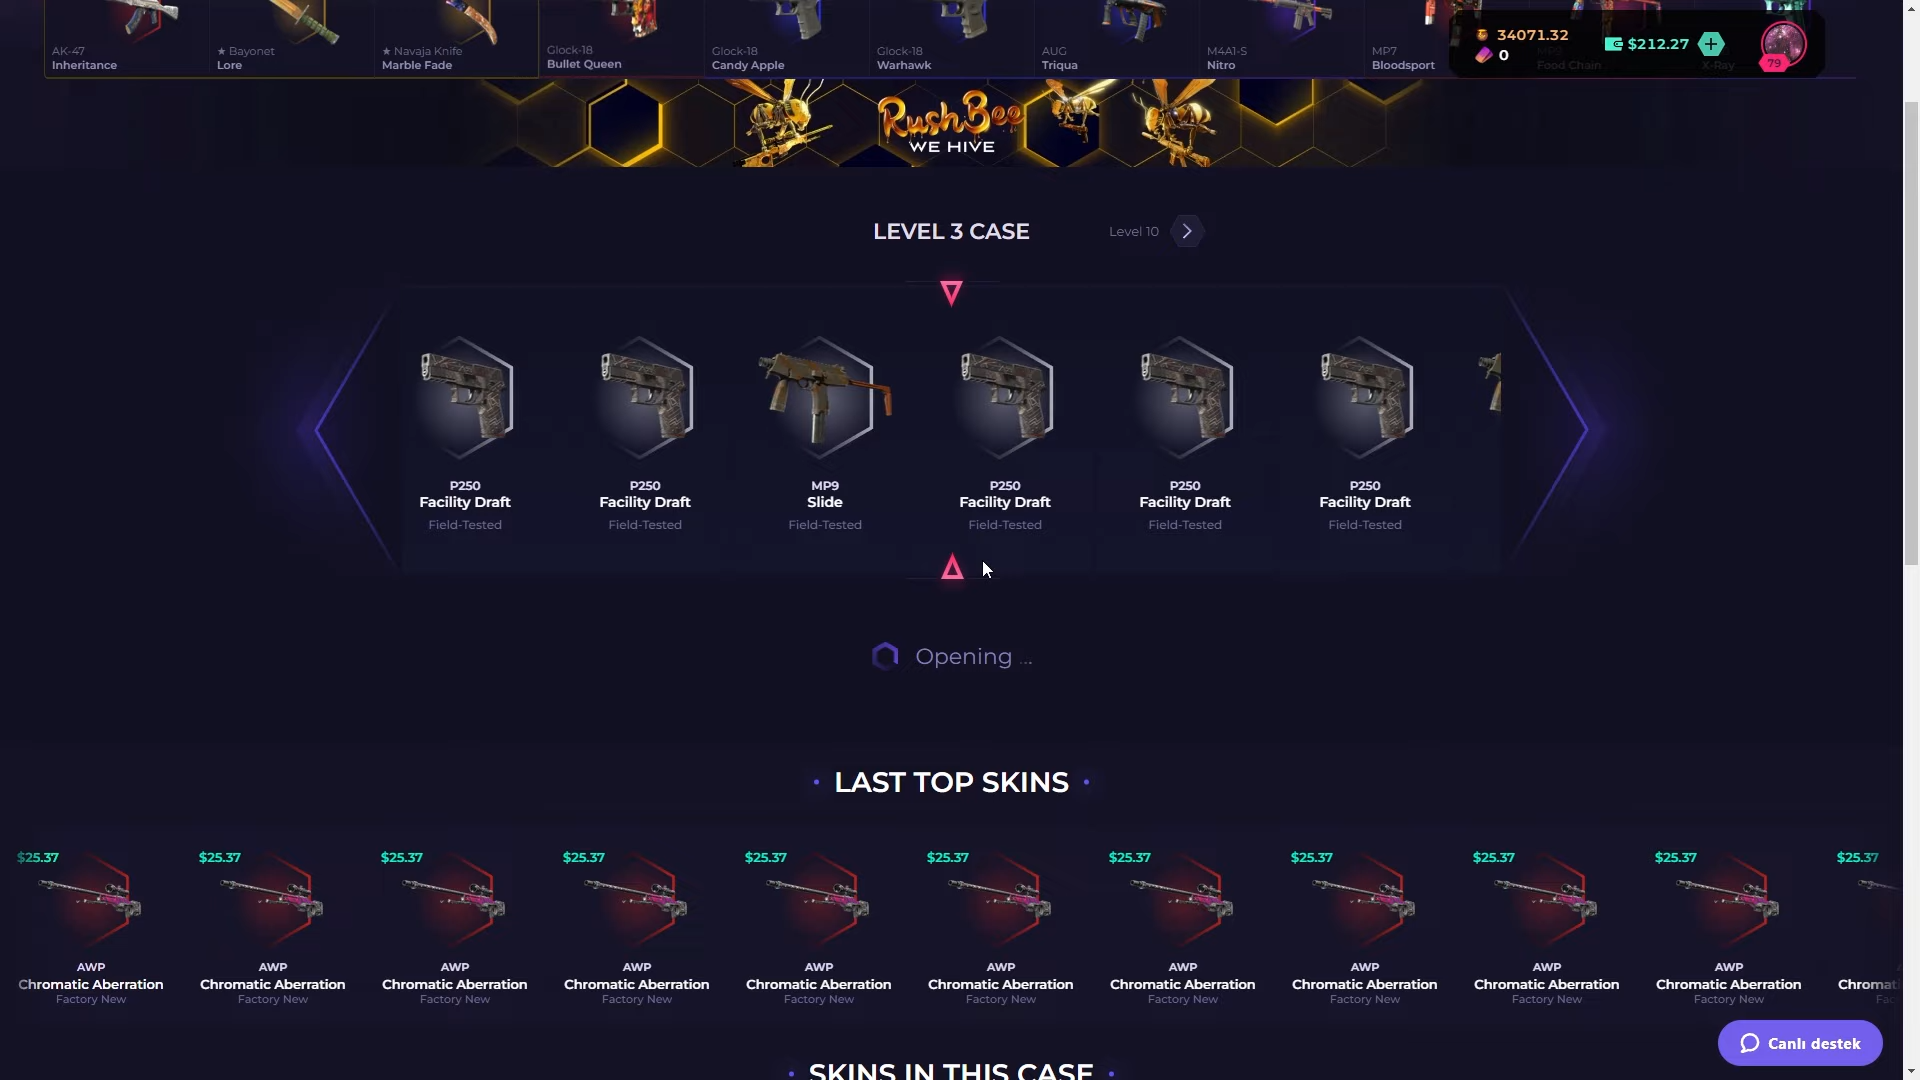 AK-47
Inheritance
★ Bayonet
Lore
★ Navaja Knife
Marble Fade
Glock-18
Bullet Queen
Glock-18
Candy Apple
Glock-18
Warhawk
AUG
Triqua
M4A1-S
Nitro
MP7
Bloodsport
Food Chain
X-Ray
34071.32
0
$212.27
79
RushBee
WE HIVE
LEVEL 3 CASE
Level 10
P250
Facility Draft
Field-Tested
P250
Facility Draft
Field-Tested
MP9
Slide
Field-Tested
P250
Facility Draft
Field-Tested
P250
Facility Draft
Field-Tested
P250
Facility Draft
Field-Tested
Opening ...
LAST TOP SKINS
$25.37
AWP
Chromatic Aberration
Factory New
$25.37
AWP
Chromatic Aberration
Factory New
$25.37
AWP
Chromatic Aberration
Factory New
$25.37
AWP
Chromatic Aberration
Factory New
$25.37
AWP
Chromatic Aberration
Factory New
$25.37
AWP
Chromatic Aberration
Factory New
$25.37
AWP
Chromatic Aberration
Factory New
$25.37
AWP
Chromatic Aberration
Factory New
$25.37
AWP
Chromatic Aberration
Factory New
$25.37
AWP
Chromatic Aberration
Factory New
$25.37
Chromat
Canlı destek
SKINS IN THIS CASE